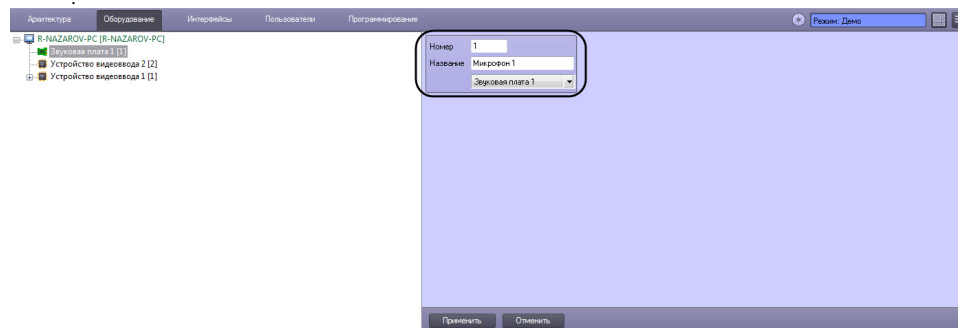 Архитектура Оборудование Интерфейсы Пользователи Программирование Режим: Демо
R-NAZAROV-PC [R-NAZAROV-PC]
Звуковая плата 1 [1]
Устройство видеоввода 2 [2]
Устройство видеоввода 1 [1]
Номер 1
Название Микрофон 1
Звуковая плата 1
Применить Отменить